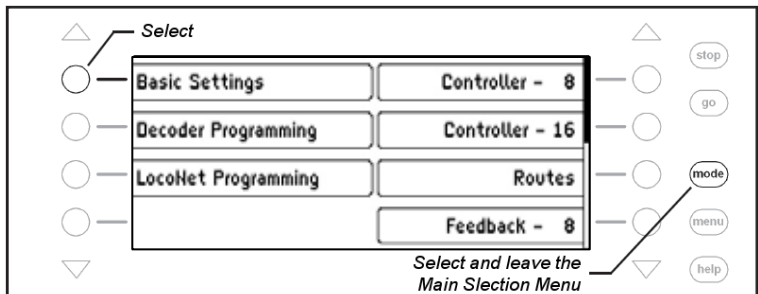 Select
stop
Basic Settings
Controller - 8
go
Decoder Programming
Controller - 16
LocoNet Programming
Routes
mode
Feedback - 8
menu
Select and leave the
Main Slection Menu
help